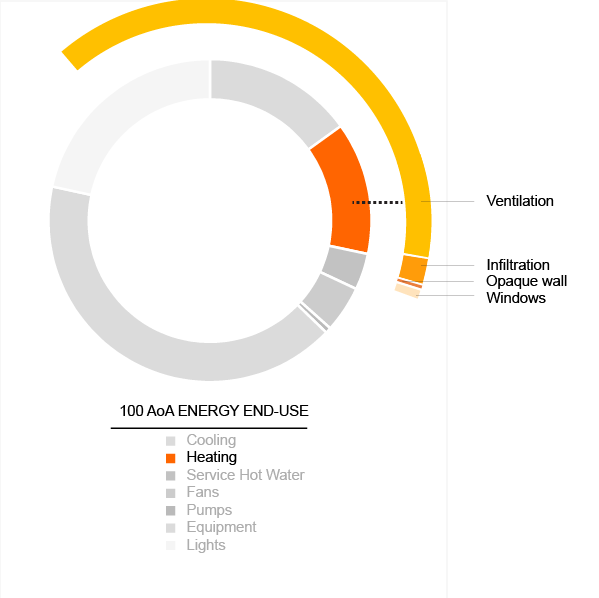 Ventilation
Infiltration
Opaque wall
Windows
100 AoA ENERGY END-USE
Cooling
Heating
Service Hot Water
Fans
Pumps
Equipment
Lights